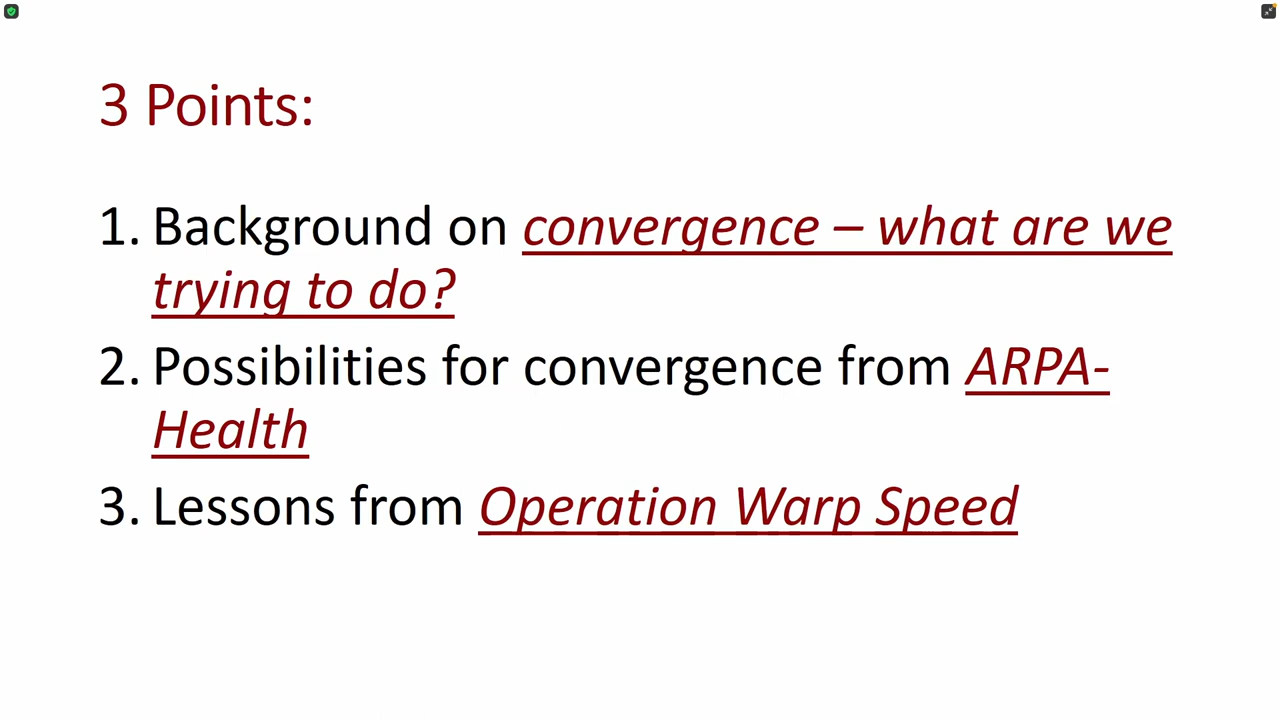 3 Points:
1. Background on convergence – what are we
trying to do?
2. Possibilities for convergence from ARPA-
Health
3. Lessons from Operation Warp Speed